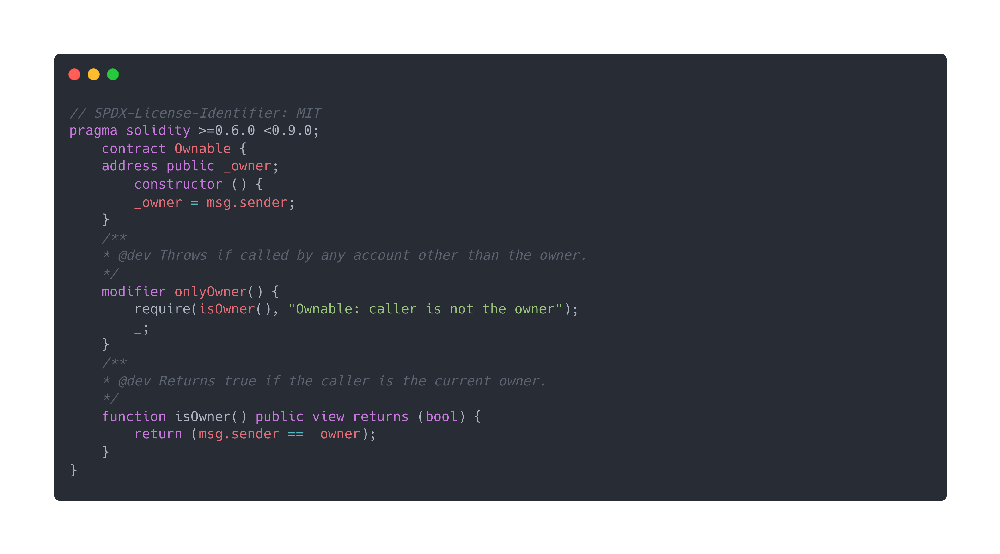 // SPDX-License-Identifier: MIT
pragma solidity >=0.6.0 <0.9.0;
    contract Ownable {
    address public _owner;
        constructor () {
        _owner = msg.sender;
    }
    /**
    * @dev Throws if called by any account other than the owner.
    */
    modifier onlyOwner() {
        require(isOwner(), "Ownable: caller is not the owner");
        _;
    }
    /**
    * @dev Returns true if the caller is the current owner.
    */
    function isOwner() public view returns (bool) {
        return (msg.sender == _owner);
    }
}